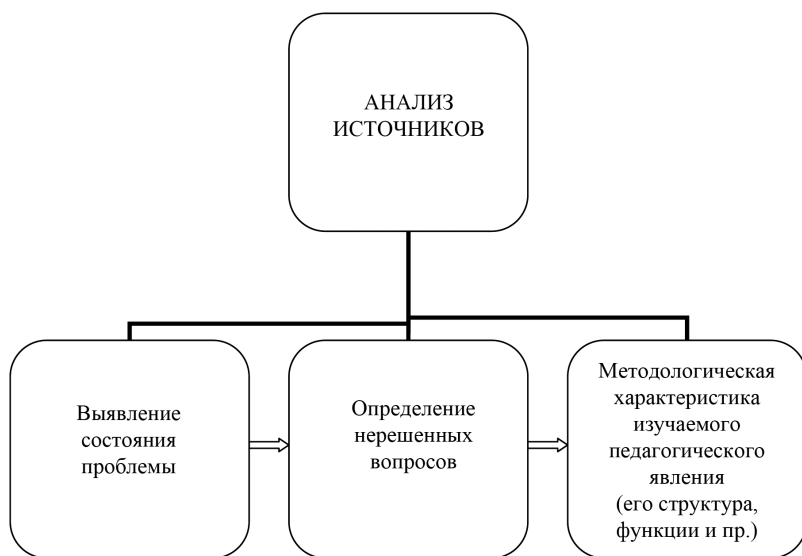 АНАЛИЗ
ИСТОЧНИКОВ
Выявление
состояния
проблемы
Определение
нерешенных
вопросов
Методологическая
характеристика
изучаемого
педагогического
явления
(его структура,
функции и пр.)